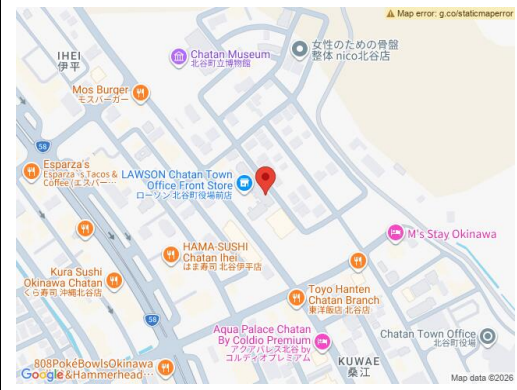 Map error: g.co/staticmaperror
IHEI
伊平
Chatan Museum
北谷町立博物館
女性のための骨盤
整体 nico北谷店
Mos Burger
モスバーガー
58
Esparza's
Esparza's Tacos &
Coffee (エスパー…
LAWSON Chatan Town
Office Front Store
ローソン 北谷町役場前店
M's Stay Okinawa
HAMA-SUSHI
Chatan Ihei
はま寿司 北谷伊平店
Kura Sushi
Okinawa Chatan
くら寿司 沖縄北谷店
Toyo Hanten
Chatan Branch
東洋飯店 北谷店
58
Aqua Palace Chatan
By Coldio Premium
アクアパレス北谷 by
コルディオプレミアム
Chatan Town Office
北谷町役場
KUWAE
桑江
808PokéBowlsOkinawa
&Hammerhead…
Google
Map data ©2026